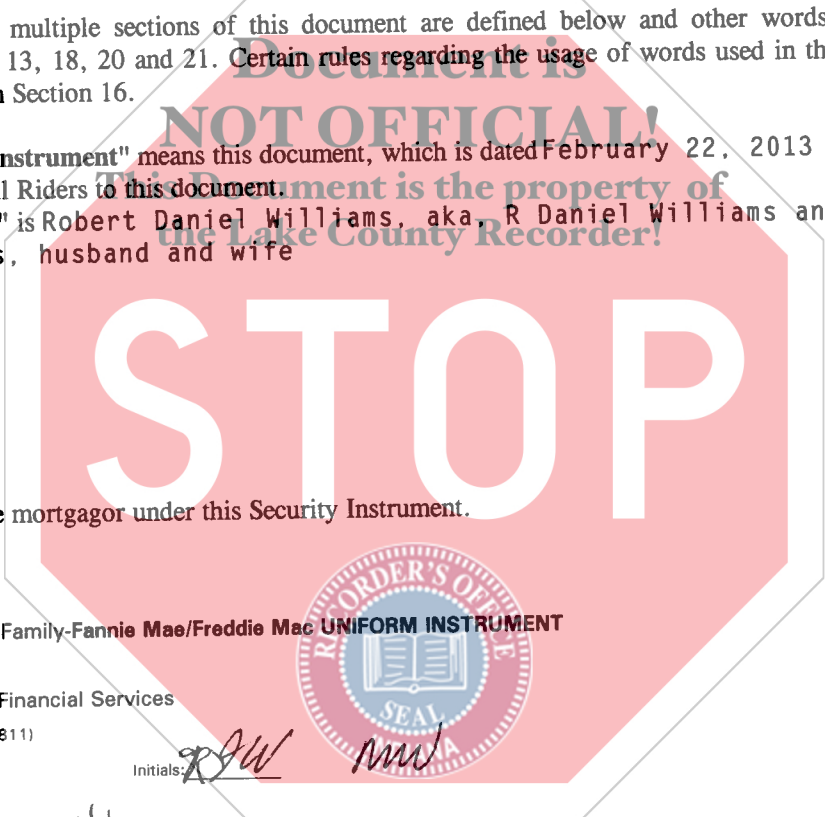 multiple sections of this document are defined below and other words
13, 18, 20 and 21. Certain rules regarding the usage of words used in th
Section 16.
Document is
NOT OFFICIAL!
nstrument" means this document, which is dated February 22, 2013
l Riders to this document.
This Document is the property of
" is Robert Daniel Williams, aka, R Daniel Williams an
the Lake County Recorder!
s, husband and wife
STOP
e mortgagor under this Security Instrument.
RECORDER'S OFFICE
Family-Fannie Mae/Freddie Mac UNIFORM INSTRUMENT
Financial Services
SEAL
811)
INDIANA
Initials: RDW MW